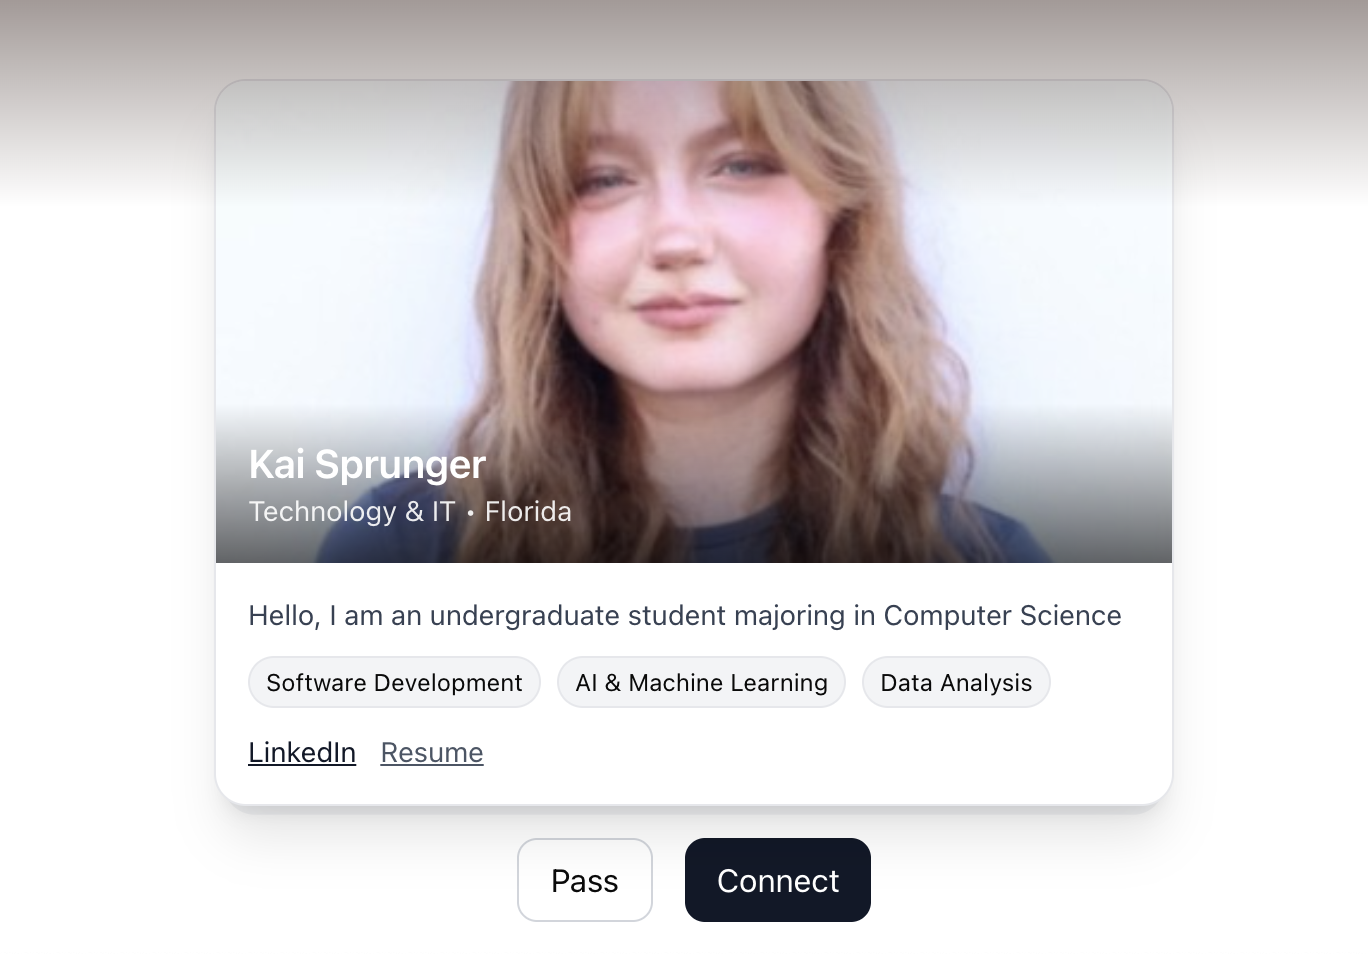 Kai Sprunger
Technology & IT • Florida
Hello, I am an undergraduate student majoring in Computer Science
Software Development AI & Machine Learning Data Analysis
LinkedIn Resume
Pass Connect